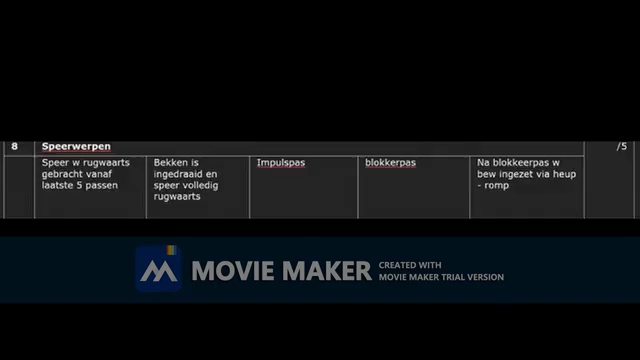 8 Speerwerpen /5
Speer w rugwaarts
gebracht vanaf
laatste 5 passen
Bekken is
ingedraaid en
speer volledig
rugwaarts
Impulspas
blokkerpas
Na blokkeerpas w
bew ingezet via heup
- romp
MOVIE MAKER
CREATED WITH
MOVIE MAKER TRIAL VERSION